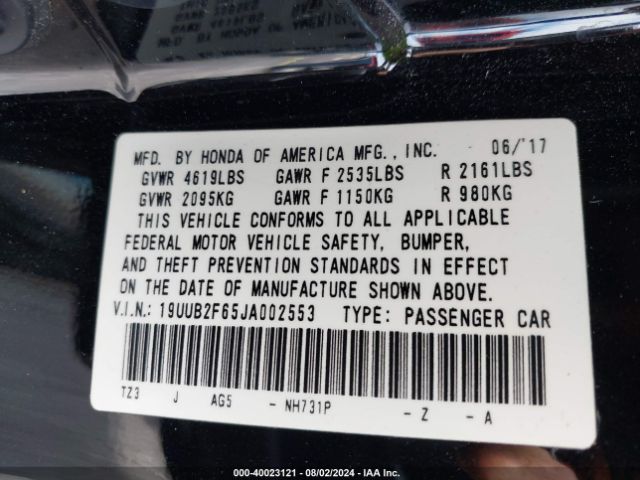 MFD. BY HONDA OF AMERICA MFG., INC. 06/'17
GVWR 4619LBS GAWR F 2535LBS R 2161LBS
GVWR 2095KG GAWR F 1150KG R 980KG
THIS VEHICLE CONFORMS TO ALL APPLICABLE
FEDERAL MOTOR VEHICLE SAFETY, BUMPER,
AND THEFT PREVENTION STANDARDS IN EFFECT
ON THE DATE OF MANUFACTURE SHOWN ABOVE.
V.I.N.: 19UUB2F65JA002553 TYPE: PASSENGER CAR
TZ3 J AG5 - NH731P - Z - A
000-40023121 - 08/02/2024 - IAA Inc.